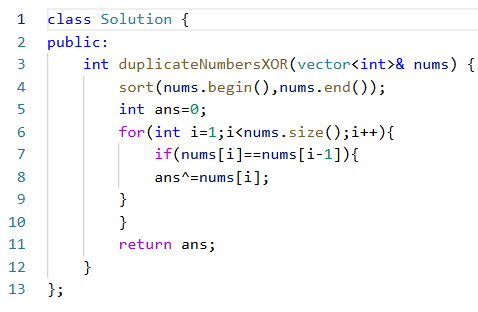 1 class Solution {
2 public:
3     int duplicateNumbersXOR(vector<int>& nums) {
4         sort(nums.begin(),nums.end());
5         int ans=0;
6         for(int i=1;i<nums.size();i++){
7             if(nums[i]==nums[i-1]){
8             ans^=nums[i];
9         }
10         }
11         return ans;
12     }
13 };